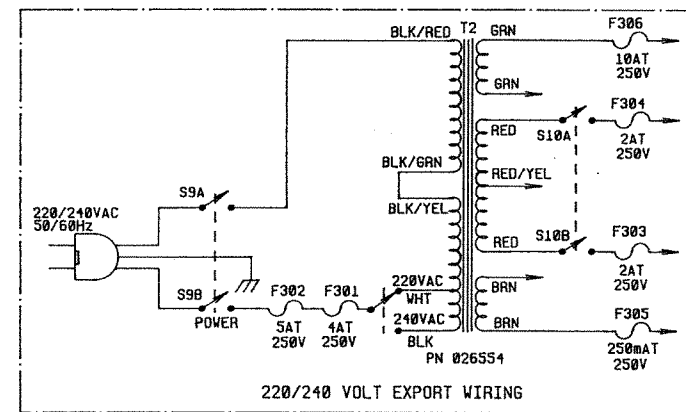 BLK/RED
T2
GRN
F306
10AT
250V
GRN
F304
S10A
RED
2AT
250V
BLK/GRN
RED/YEL
S9A
BLK/YEL
220/240VAC
50/60Hz
S10B
RED
F303
2AT
250V
S9B
POWER
F302
5AT
250V
F301
4AT
250V
220VAC
WHT
240VAC
BLK
BRN
BRN
F305
250mAT
250V
PN 026554
220/240 VOLT EXPORT WIRING